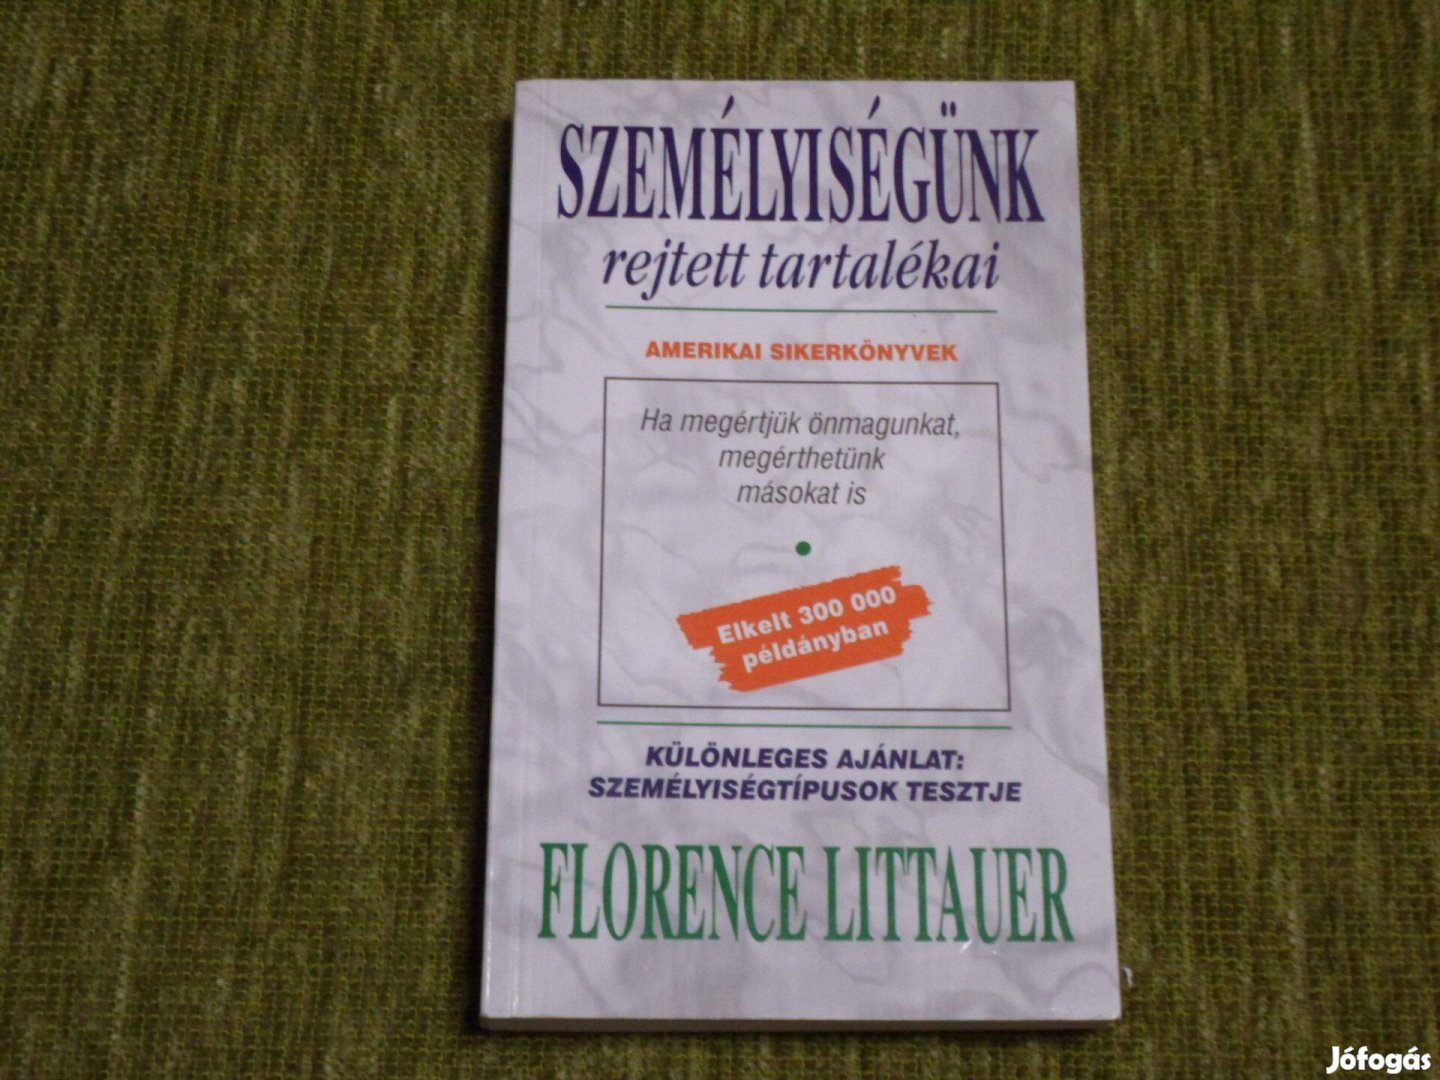 SZEMÉLYISÉGÜNK
rejtett tartalékai
AMERIKAI SIKERKÖNYVEK
Ha megértjük önmagunkat,
megérthetünk
másokat is
Elkelt 300 000
példányban
KÜLÖNLEGES AJÁNLAT:
SZEMÉLYISÉGTÍPUSOK TESZTJE
FLORENCE LITTAUER
Jófogás